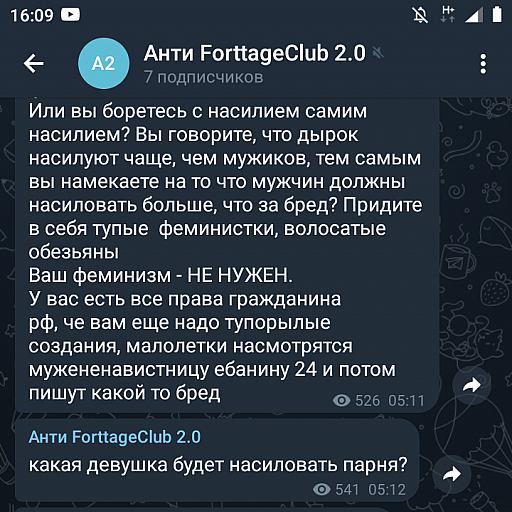 16:09
H+
A2
Анти ForttageClub 2.0
7 подписчиков
Или вы боретесь с насилием самим
насилием? Вы говорите, что дырок
насилуют чаще, чем мужиков, тем самым
вы намекаете на то что мужчин должны
насиловать больше, что за бред? Придите
в себя тупые  феминистки, волосатые
обезьяны
Ваш феминизм - НЕ НУЖЕН.
У вас есть все права гражданина
рф, че вам еще надо тупорылые
создания, малолетки насмотрятся
мужененавистницу ебанину 24 и потом
пишут какой то бред
526 05:11
Анти ForttageClub 2.0
какая девушка будет насиловать парня?
541 05:12